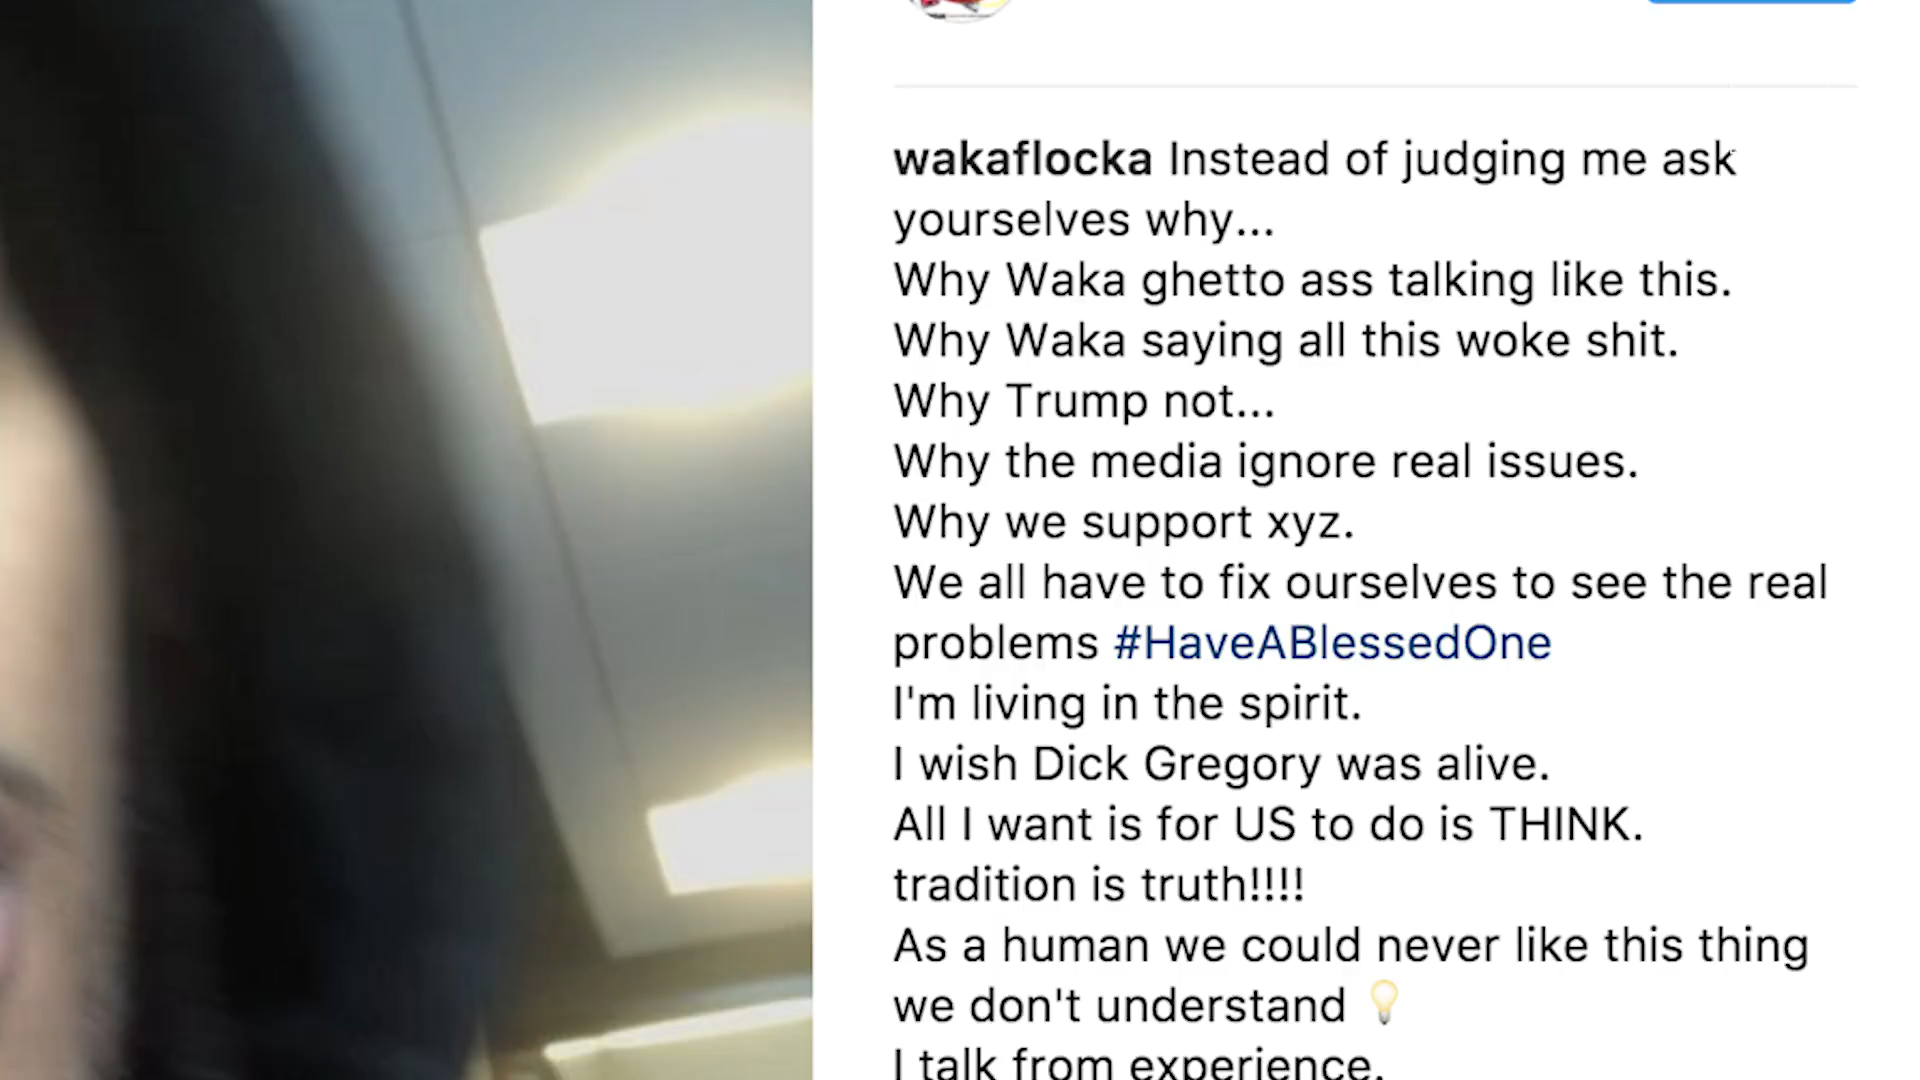 wakaflocka Instead of judging me ask
yourselves why...
Why Waka ghetto ass talking like this.
Why Waka saying all this woke shit.
Why Trump not...
Why the media ignore real issues.
Why we support xyz.
We all have to fix ourselves to see the real
problems #HaveABlessedOne
I'm living in the spirit.
I wish Dick Gregory was alive.
All I want is for US to do is THINK.
tradition is truth!!!!
As a human we could never like this thing
we don't understand 💡
I talk from experience.